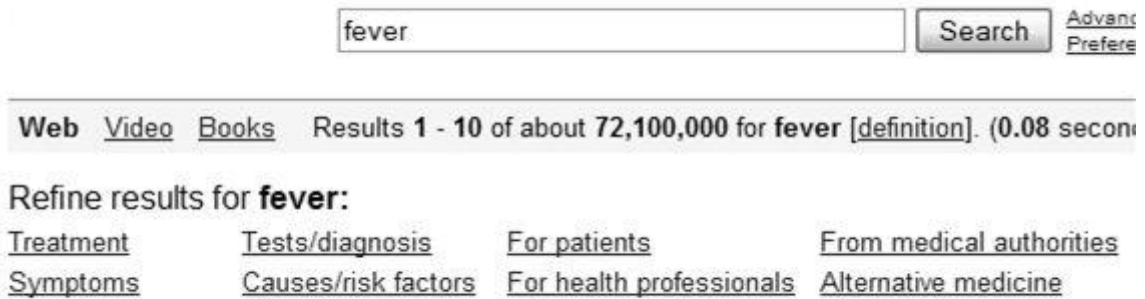 fever Search Advanc
Prefere
Web Video Books Results 1 - 10 of about 72,100,000 for fever [definition]. (0.08 secon
Refine results for fever:
Treatment Tests/diagnosis For patients From medical authorities
Symptoms Causes/risk factors For health professionals Alternative medicine